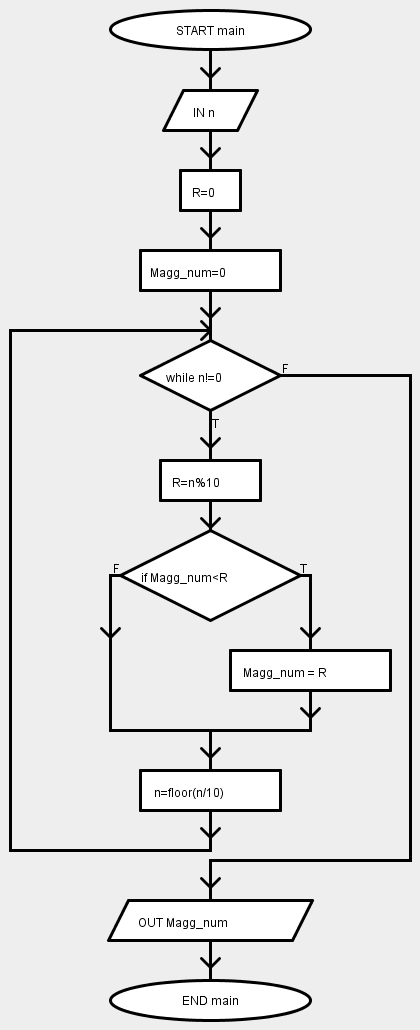 START main
IN n
R=0
Magg_num=0
while n!=0
F
T
R=n%10
if Magg_num<R
F
T
Magg_num = R
n=floor(n/10)
OUT Magg_num
END main